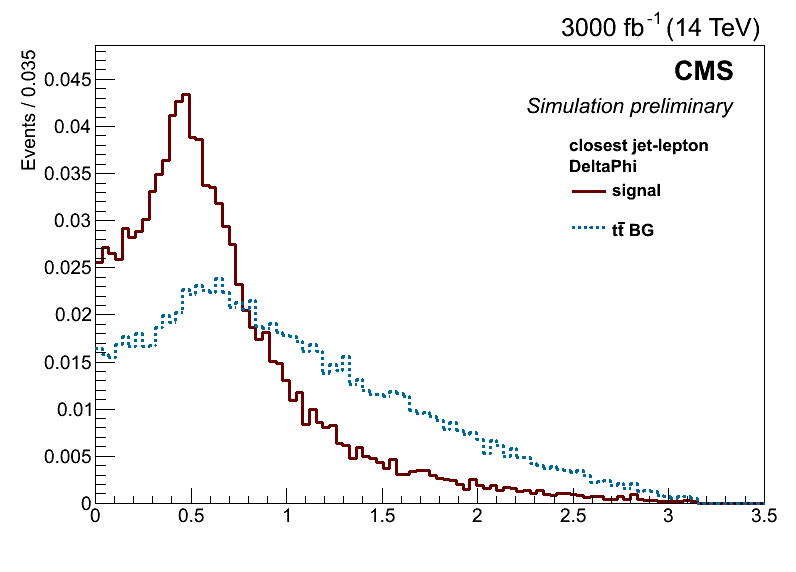 3000 fb-1 (14 TeV)
CMS
Simulation preliminary
closest jet-lepton
DeltaPhi
signal
tt̄ BG
Events / 0.035
0.045
0.04
0.035
0.03
0.025
0.02
0.015
0.01
0.005
0
0 0.5 1 1.5 2 2.5 3 3.5